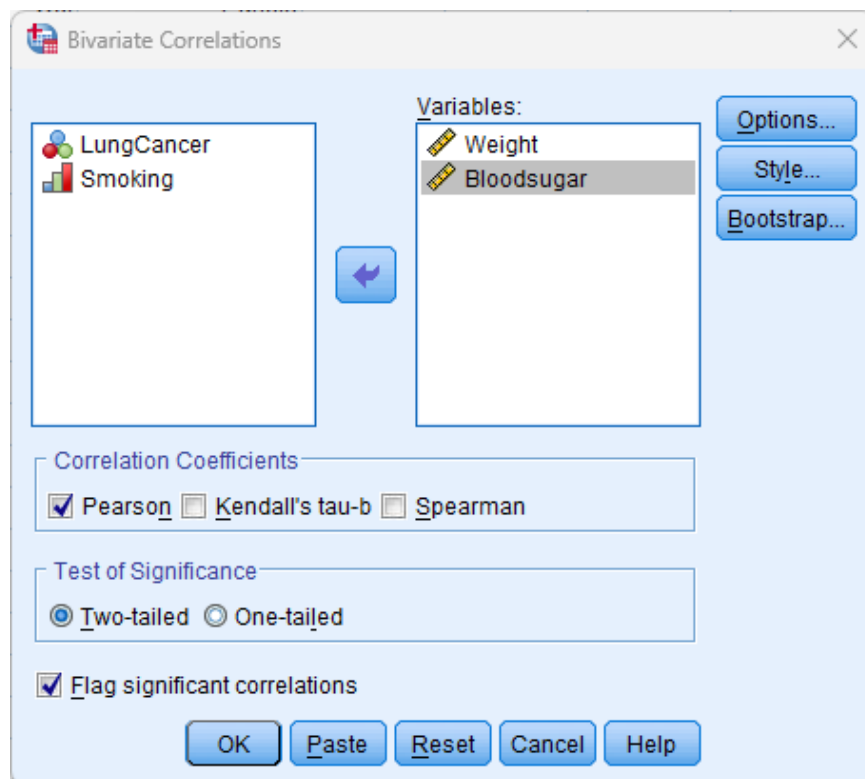 Bivariate Correlations
Variables:
LungCancer
Smoking
Weight
Bloodsugar
Options...
Style...
Bootstrap...
Correlation Coefficients
Pearson Kendall's tau-b Spearman
Test of Significance
Two-tailed One-tailed
Flag significant correlations
OK Paste Reset Cancel Help